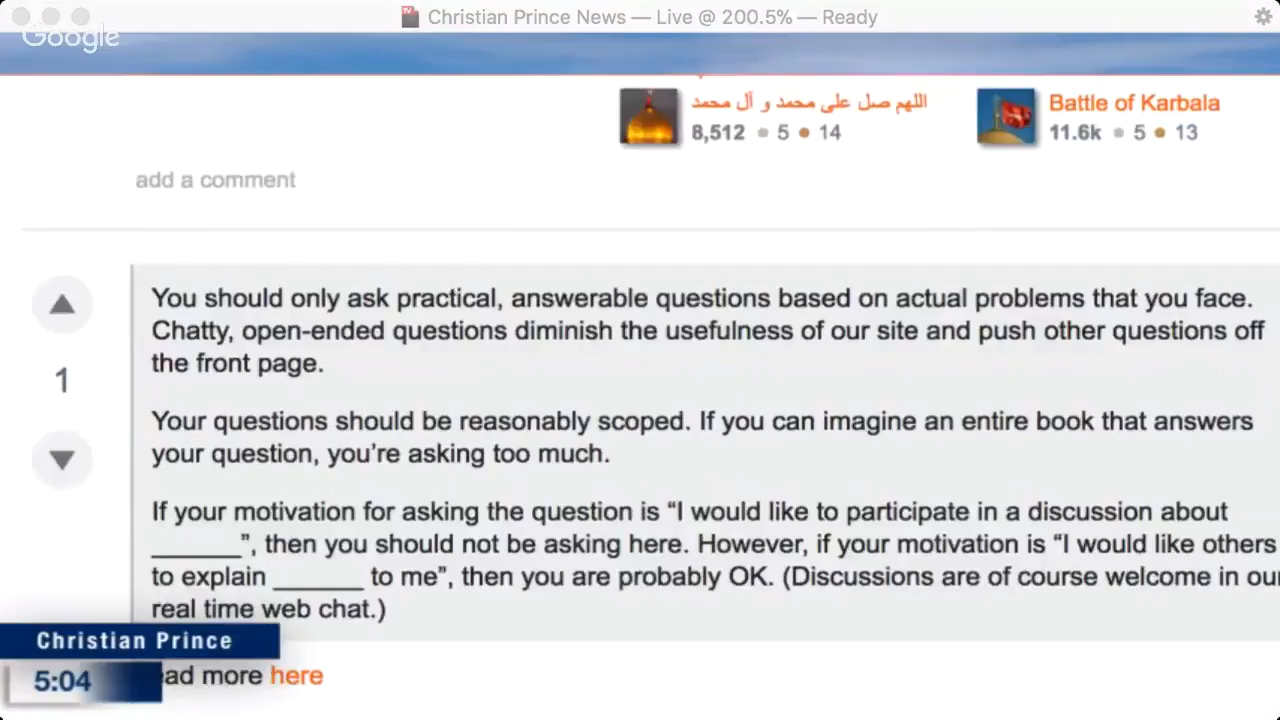 Christian Prince News — Live @ 200.5% — Ready
Google
اللهم صل علی محمد و آل محمد
8,512 5 14
Battle of Karbala
11.6k 5 13
add a comment
1
You should only ask practical, answerable questions based on actual problems that you face.
Chatty, open-ended questions diminish the usefulness of our site and push other questions off
the front page.
Your questions should be reasonably scoped. If you can imagine an entire book that answers
your question, you’re asking too much.
If your motivation for asking the question is “I would like to participate in a discussion about
______”, then you should not be asking here. However, if your motivation is “I would like others
to explain ______ to me”, then you are probably OK. (Discussions are of course welcome in
real time web chat.)
Christian Prince
5:04
more here